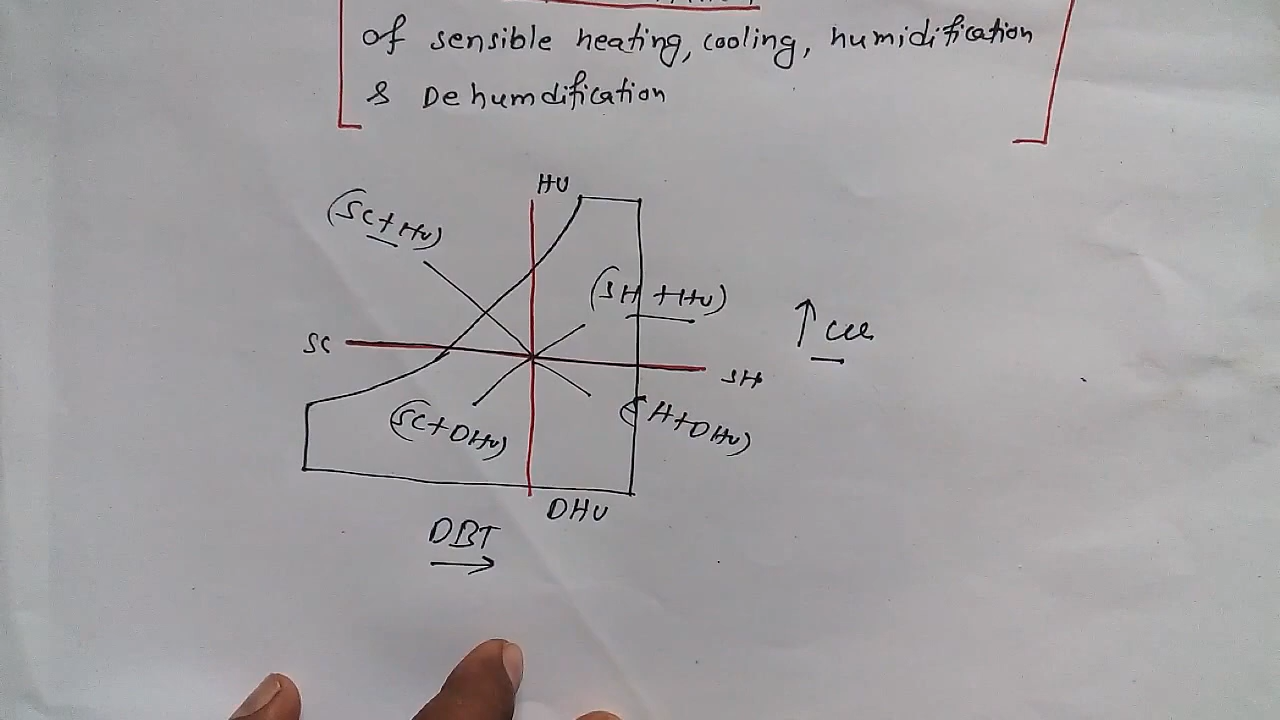 of sensible heating, cooling, humidification
& Dehumdification
HU
(SC+HU)
(SH+HU)
SC
SH
(SC+DHU)
(SH+DHU)
DHU
DBT